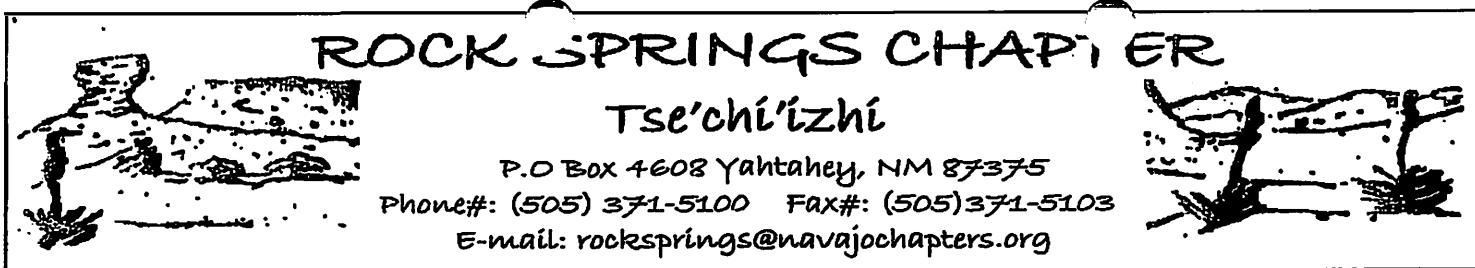 ROCK SPRINGS CHAPTER
Tse'chi'izhi
P.O Box 4608 Yahtahey, NM 87375
Phone#: (505) 371-5100 Fax#: (505)371-5103
E-mail: rocksprings@navajochapters.org